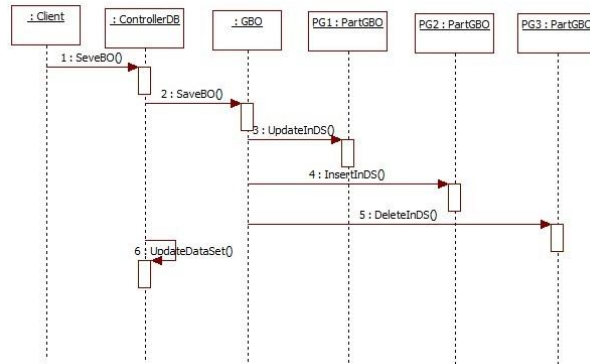 : Client
: ControllerDB
: GBO
PG1 : PartGBO
PG2 : PartGBO
PG3 : PartGBO
1 : SeveBO()
2 : SaveBO()
3 : UpdateInDS()
4 : InsertInDS()
5 : DeleteInDS()
6 : UpdateDataSet()